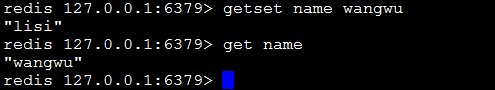 redis 127.0.0.1:6379> getset name wangwu
"lisi"
redis 127.0.0.1:6379> get name
"wangwu"
redis 127.0.0.1:6379>